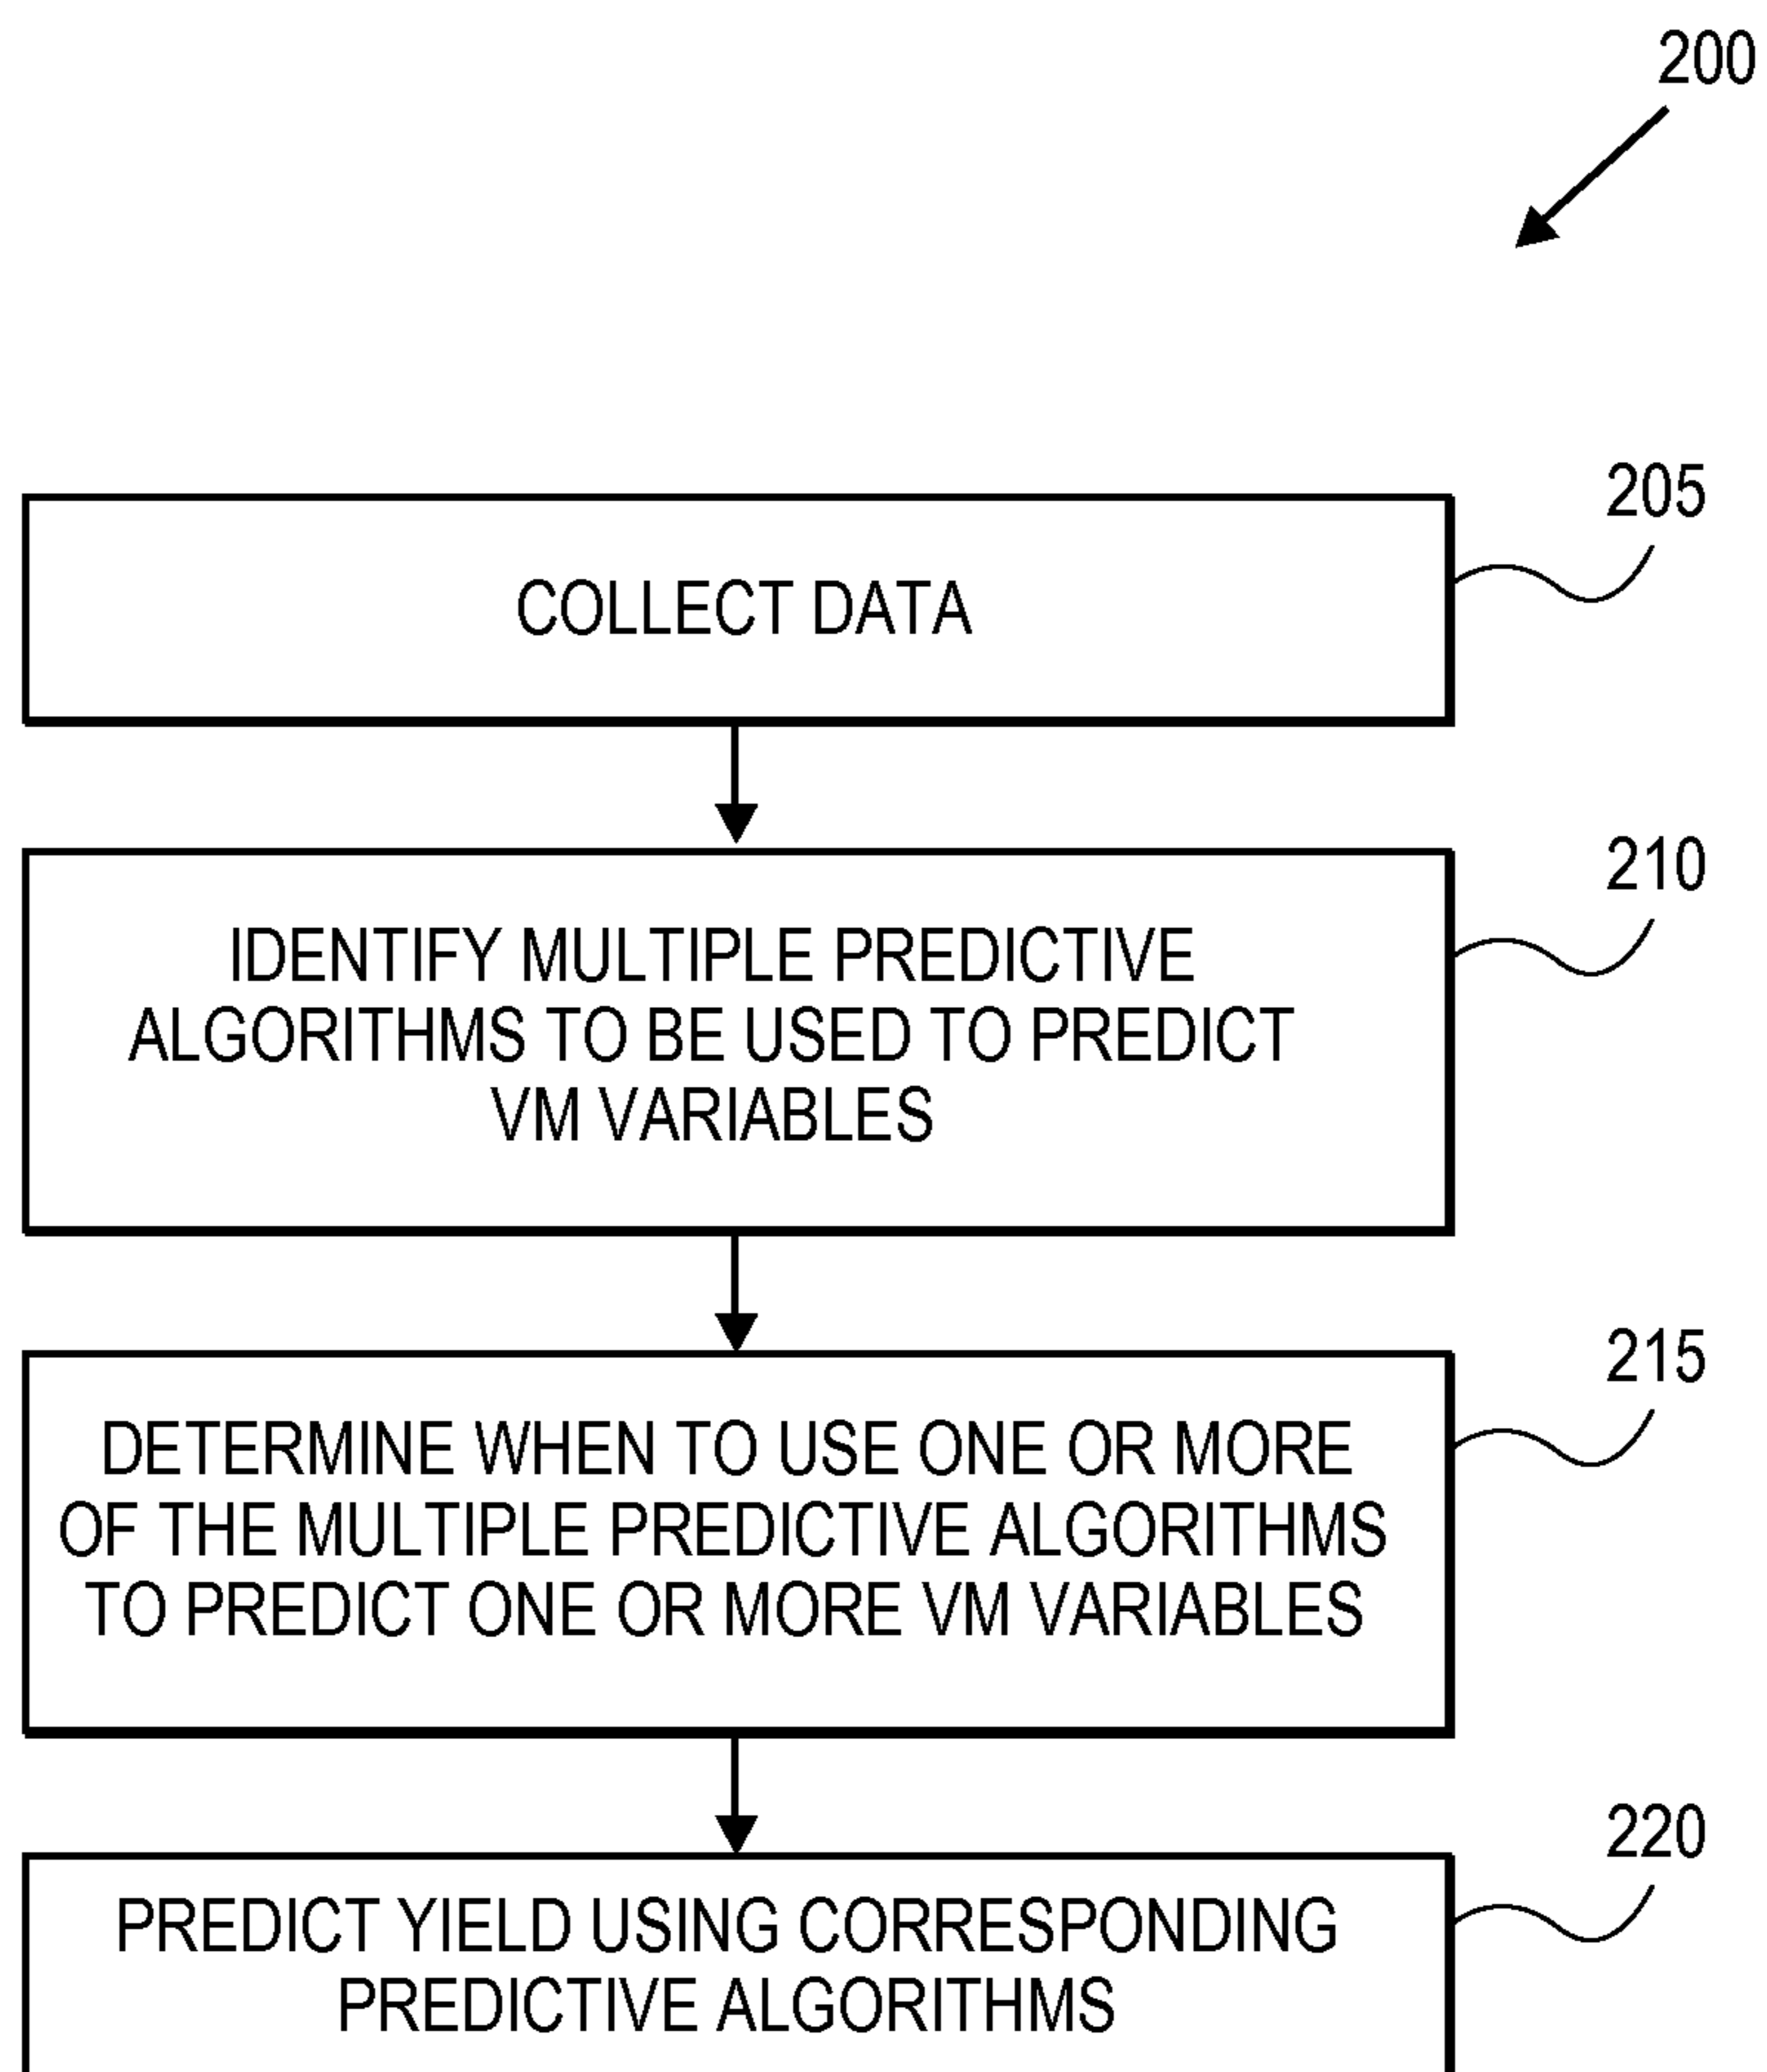 200
205
COLLECT DATA
210
IDENTIFY MULTIPLE PREDICTIVE
ALGORITHMS TO BE USED TO PREDICT
VM VARIABLES
215
DETERMINE WHEN TO USE ONE OR MORE
OF THE MULTIPLE PREDICTIVE ALGORITHMS
TO PREDICT ONE OR MORE VM VARIABLES
220
PREDICT YIELD USING CORRESPONDING
PREDICTIVE ALGORITHMS